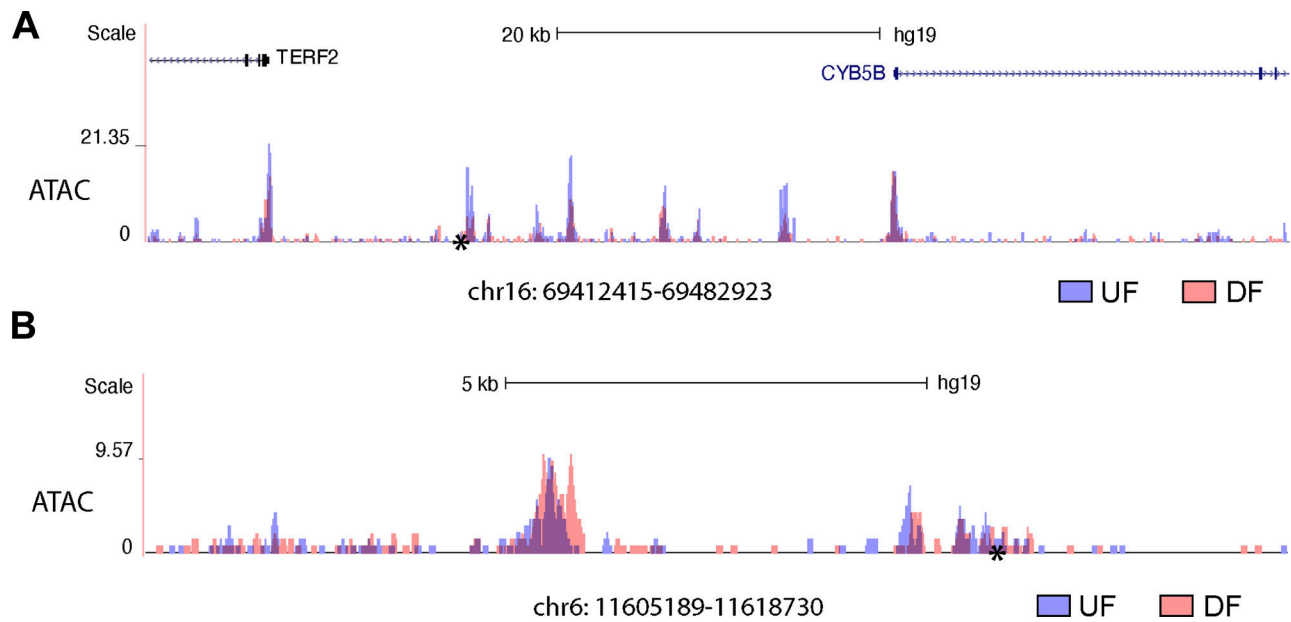 A
Scale
20 kb
hg19
TERF2
CYB5B
21.35
ATAC
0
*
chr16: 69412415-69482923
UF
DF
B
Scale
5 kb
hg19
9.57
ATAC
0
*
chr6: 11605189-11618730
UF
DF